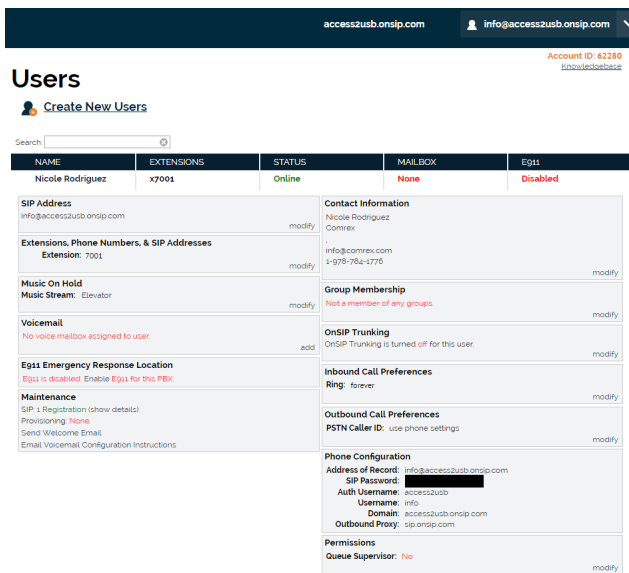 access2usb.onsip.com
info@access2usb.onsip.com
Account ID: 62280
Knowledgebase
Users
Create New Users
Search:
NAME EXTENSIONS STATUS MAILBOX E911
Nicole Rodriguez x7001 Online None Disabled
SIP Address
info@access2usb.onsip.com
modify
Extensions, Phone Numbers, & SIP Addresses
Extension: 7001
modify
Music On Hold
Music Stream: Elevator
modify
Voicemail
No voice mailbox assigned to user.
add
E911 Emergency Response Location
E911 is disabled. Enable E911 for this PBX.
Maintenance
SIP: 1 Registration (show details)
Provisioning: None
Send Welcome Email
Email Voicemail Configuration Instructions
Contact Information
Nicole Rodriguez
Comrex
,
info@comrex.com
1-978-784-1776
modify
Group Membership
Not a member of any groups.
modify
OnSIP Trunking
OnSIP Trunking is turned off for this user.
modify
Inbound Call Preferences
Ring: forever
modify
Outbound Call Preferences
PSTN Caller ID: use phone settings
modify
Phone Configuration
Address of Record: info@access2usb.onsip.com
SIP Password:
Auth Username: access2usb
Username: info
Domain: access2usb.onsip.com
Outbound Proxy: sip.onsip.com
Permissions
Queue Supervisor: No
modify